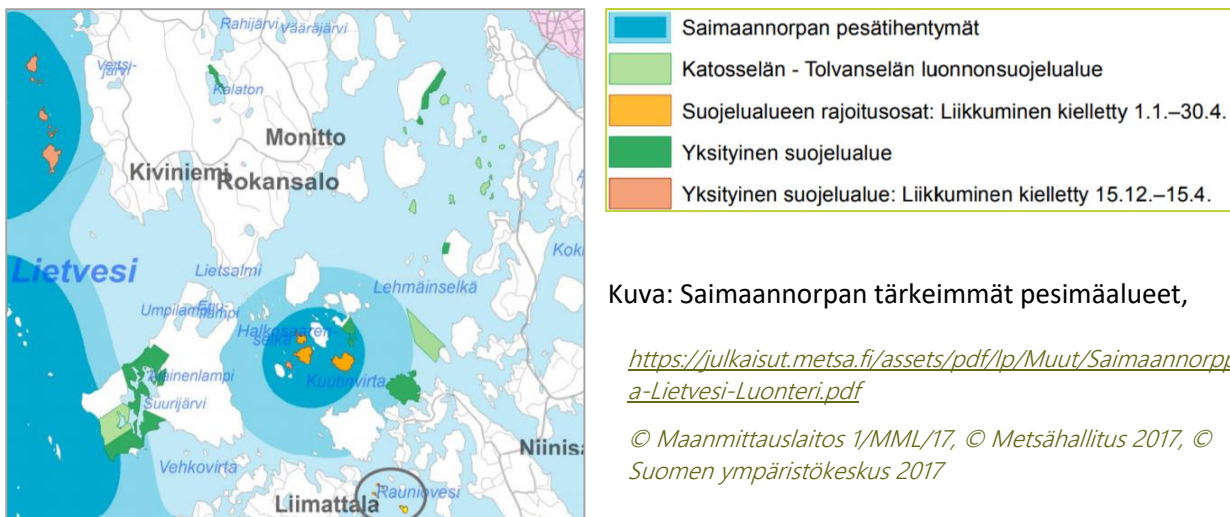 Rahijärvi
Vääräjärvi
Kalaton
Monitto
Kiviniemi
Rokansalo
Lietvesi
Lietsalmi
Lehmäinselkä
Umpilampi
Halkosaaren-
selkä
Kuutinvirta
Suurijärvi
Vehkovirta
Rauniovesi
Liimattala
Saimaannorpan pesätihentymät
Katosselän - Tolvanselän luonnonsuojelualue
Suojelualueen rajoitusosat: Liikkuminen kielletty 1.1.–30.4.
Yksityinen suojelualue
Yksityinen suojelualue: Liikkuminen kielletty 15.12.–15.4.
Kuva: Saimaannorpan tärkeimmät pesimäalueet,
https://julkaisut.metsa.fi/assets/pdf/lp/Muut/Saimaannorpp
a-Lietvesi-Luonteri.pdf
© Maanmittauslaitos 1/MML/17, © Metsähallitus 2017, ©
Suomen ympäristökeskus 2017